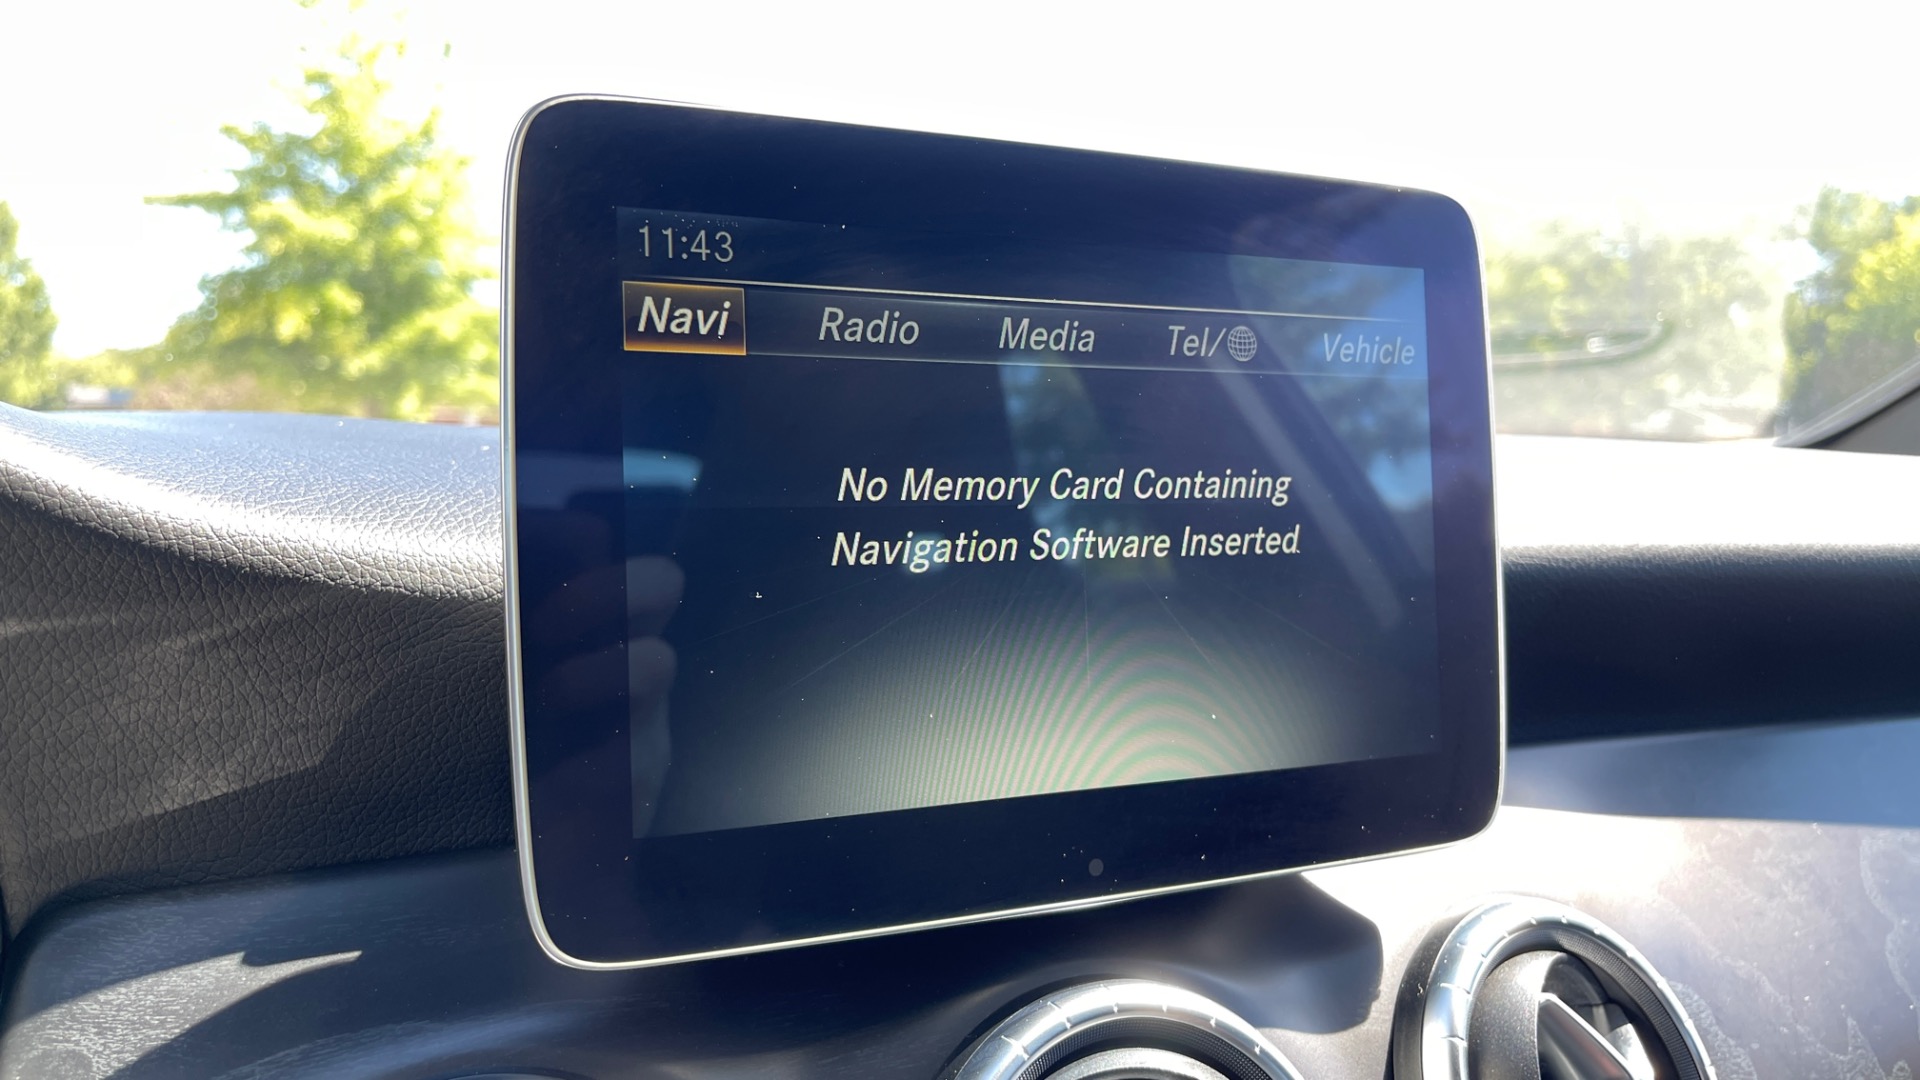 11:43
Navi Radio Media Tel/ Vehicle
No Memory Card Containing
Navigation Software Inserted.